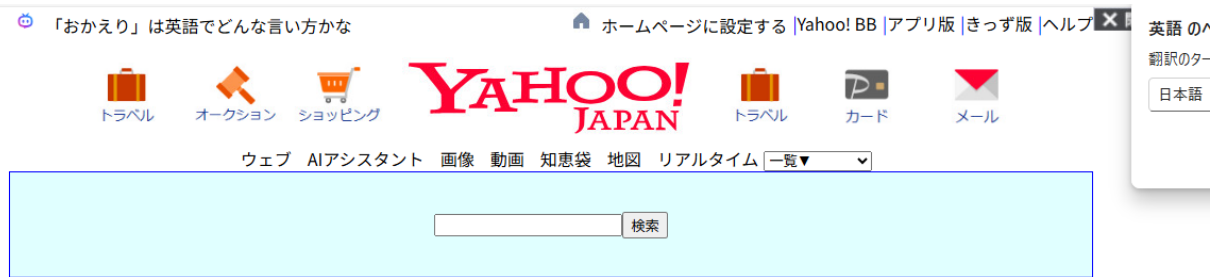 「おかえり」は英語でどんな言い方かな
ホームページに設定する |Yahoo! BB |アプリ版 |きっず版 |ヘルプ
英語 の
翻訳のター
日本語
トラベル オークション ショッピング YAHOO! JAPAN トラベル カード メール
ウェブ AIアシスタント 画像 動画 知恵袋 地図 リアルタイム 一覧▼
検索